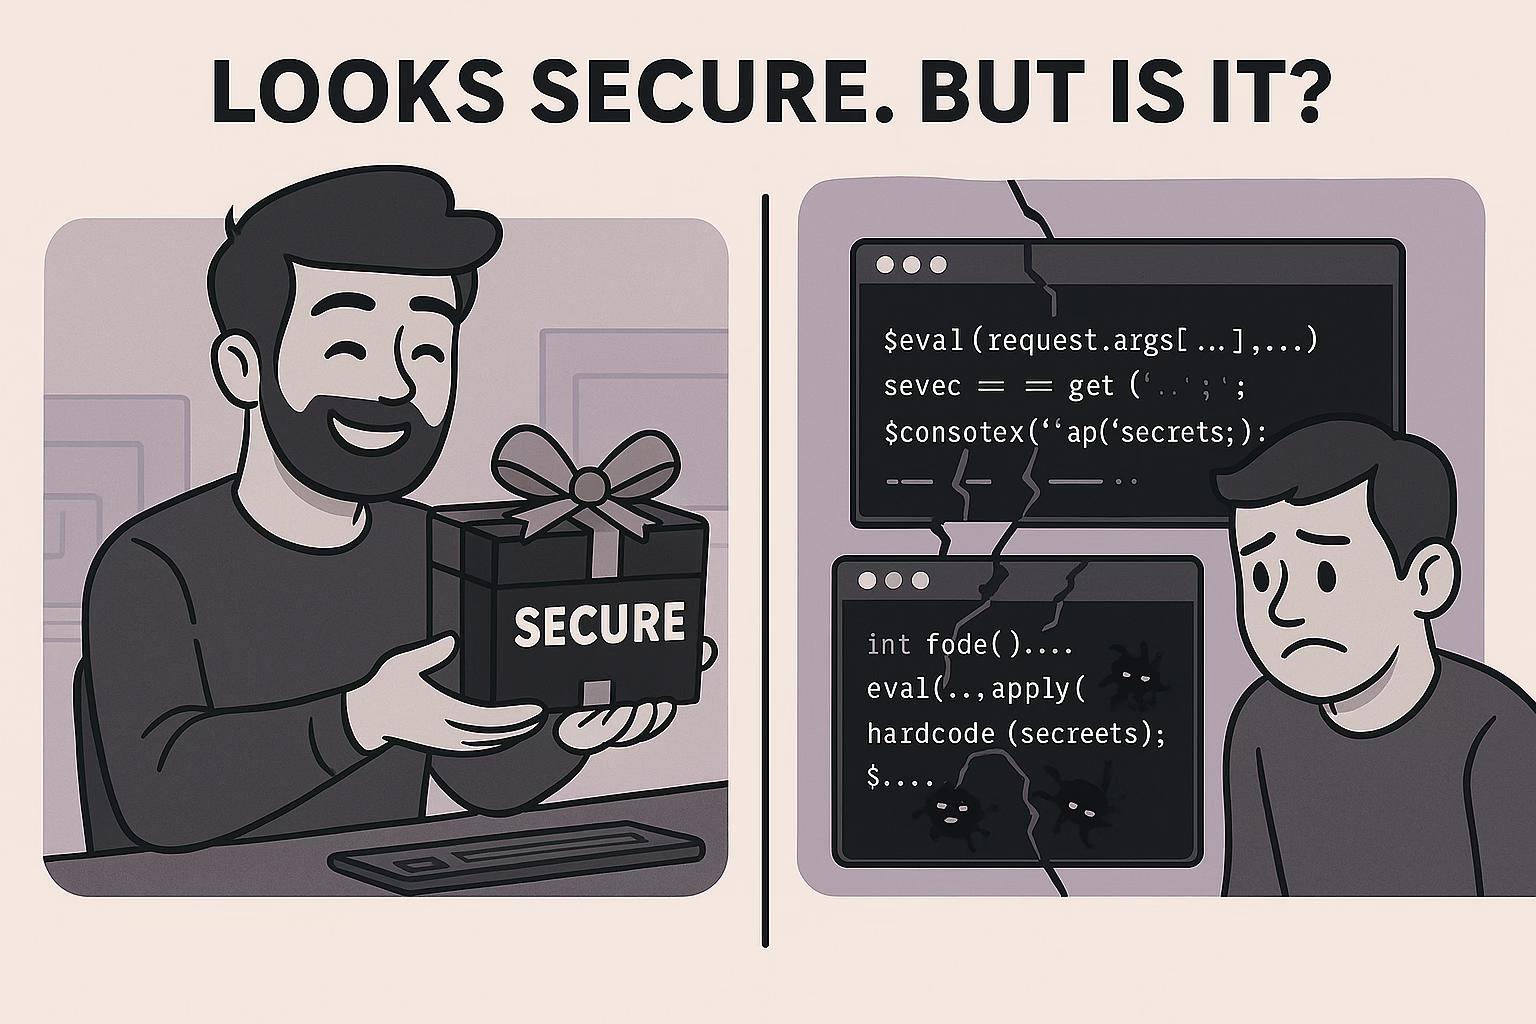 LOOKS SECURE. BUT IS IT?
SECURE
$eval(request.args[...],...)
sevec = = get (‘..‘;‘;
$consotex(‘‘ap(‘secrets;):
int fode()....
eval(..,apply(
hardcode (secreets);
$....